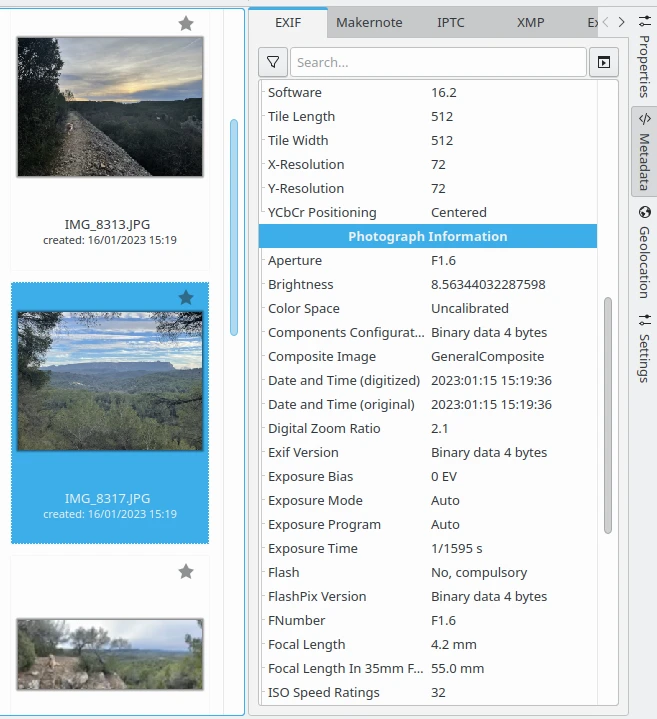 IMG_8313.JPG
created: 16/01/2023 15:19
IMG_8317.JPG
created: 16/01/2023 15:19
EXIF Makernote IPTC XMP Ex
Search...
Software 16.2
Tile Length 512
Tile Width 512
X-Resolution 72
Y-Resolution 72
YCbCr Positioning Centered
Photograph Information
Aperture F1.6
Brightness 8.56344032287598
Color Space Uncalibrated
Components Configurat... Binary data 4 bytes
Composite Image GeneralComposite
Date and Time (digitized) 2023:01:15 15:19:36
Date and Time (original) 2023:01:15 15:19:36
Digital Zoom Ratio 2.1
Exif Version Binary data 4 bytes
Exposure Bias 0 EV
Exposure Mode Auto
Exposure Program Auto
Exposure Time 1/1595 s
Flash No, compulsory
FlashPix Version Binary data 4 bytes
FNumber F1.6
Focal Length 4.2 mm
Focal Length In 35mm F... 55.0 mm
ISO Speed Ratings 32
Properties
Metadata
Geolocation
Settings